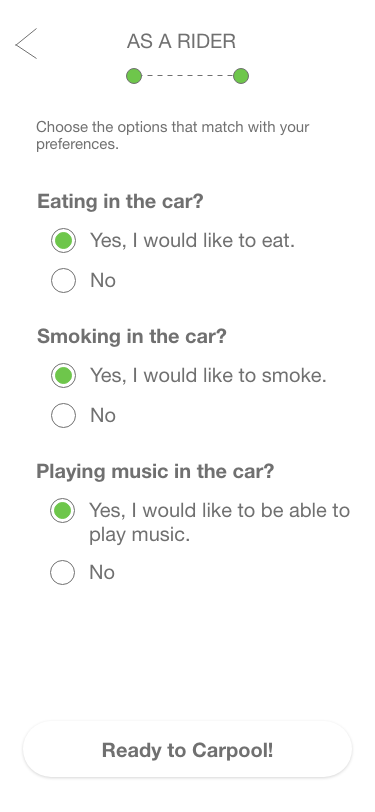 AS A RIDER
Choose the options that match with your
preferences.
Eating in the car?
Yes, I would like to eat.
No
Smoking in the car?
Yes, I would like to smoke.
No
Playing music in the car?
Yes, I would like to be able to
play music.
No
Ready to Carpool!